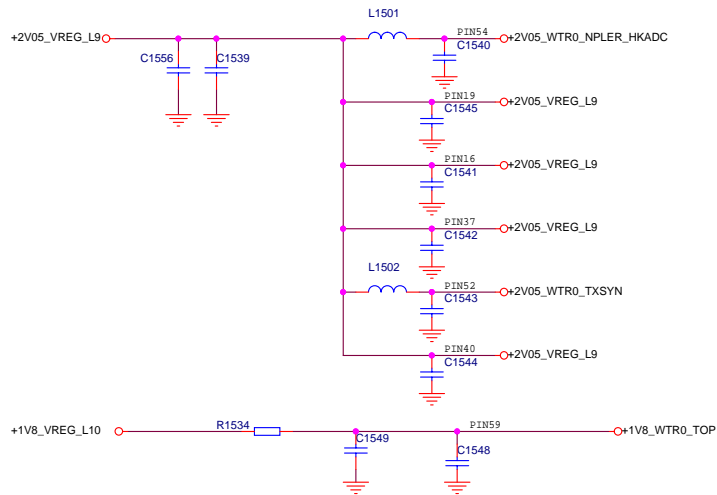 L1501
+2V05_VREG_L9
PIN54
+2V05_WTR0_NPLER_HKADC
C1556
C1539
C1540
PIN19
+2V05_VREG_L9
C1545
PIN16
+2V05_VREG_L9
C1541
PIN37
+2V05_VREG_L9
C1542
L1502
PIN52
+2V05_WTR0_TXSYN
C1543
PIN40
+2V05_VREG_L9
C1544
+1V8_VREG_L10
R1534
PIN59
+1V8_WTR0_TOP
C1549
C1548